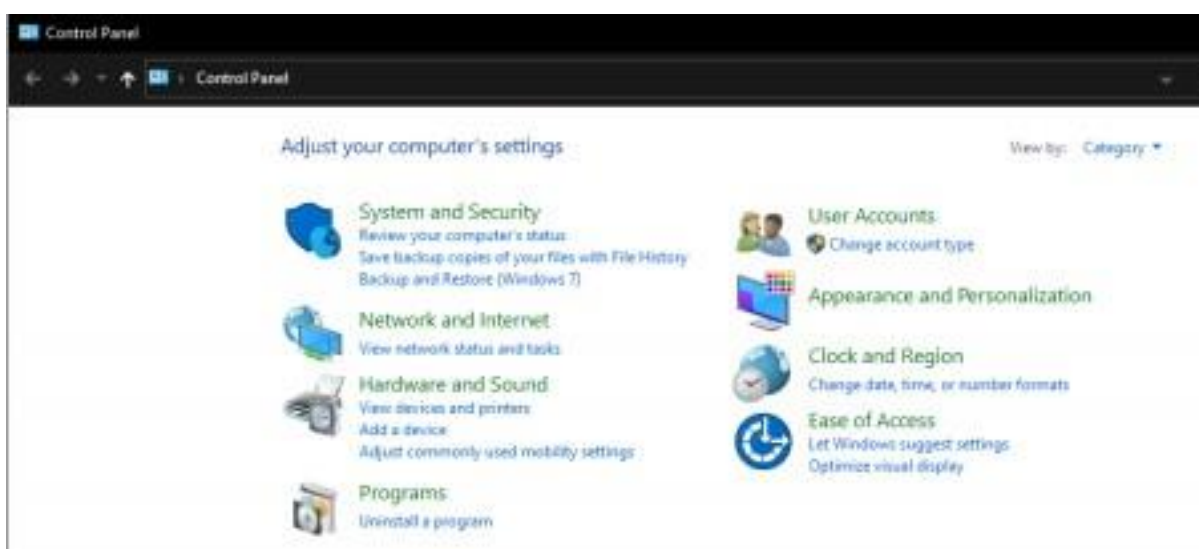 Control Panel
Control Panel
Adjust your computer's settings
View by: Category
System and Security
Review your computer's status
Save backup copies of your files with File History
Backup and Restore (Windows 7)
Network and Internet
View network status and tasks
Hardware and Sound
View devices and printers
Add a device
Adjust commonly used mobility settings
Programs
Uninstall a program
User Accounts
Change account type
Appearance and Personalization
Clock and Region
Change date, time, or number formats
Ease of Access
Let Windows suggest settings
Optimize visual display